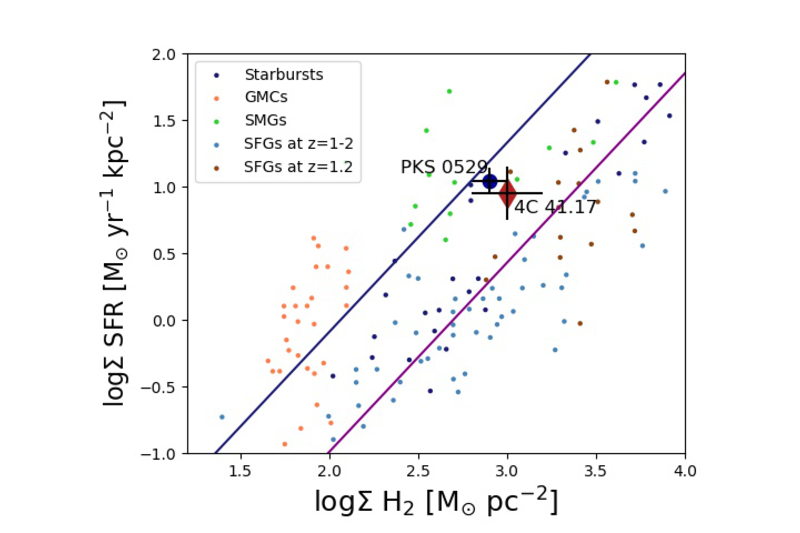 2.0
1.5
1.0
0.5
0.0
−0.5
−1.0
logΣ SFR [M⊙ yr⁻¹ kpc⁻²]
Starbursts
GMCs
SMGs
SFGs at z=1-2
SFGs at z=1.2
PKS 0529
4C 41.17
1.5 2.0 2.5 3.0 3.5 4.0
logΣ H₂ [M⊙ pc⁻²]